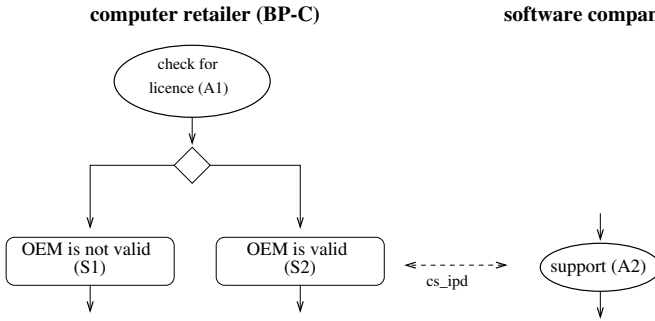 computer retailer (BP-C)
software compan
check for
licence (A1)
OEM is not valid
(S1)
OEM is valid
(S2)
cs_ipd
support (A2)